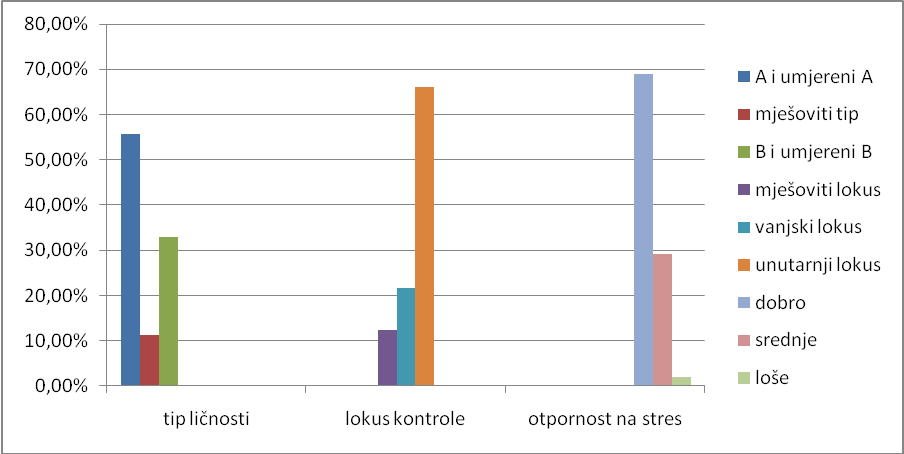 80,00%
70,00%
60,00%
50,00%
40,00%
30,00%
20,00%
10,00%
0,00%
tip ličnosti
lokus kontrole
otpornost na stres
A i umjereni A
mješoviti tip
B i umjereni B
mješoviti lokus
vanjski lokus
unutarnji lokus
dobro
srednje
loše